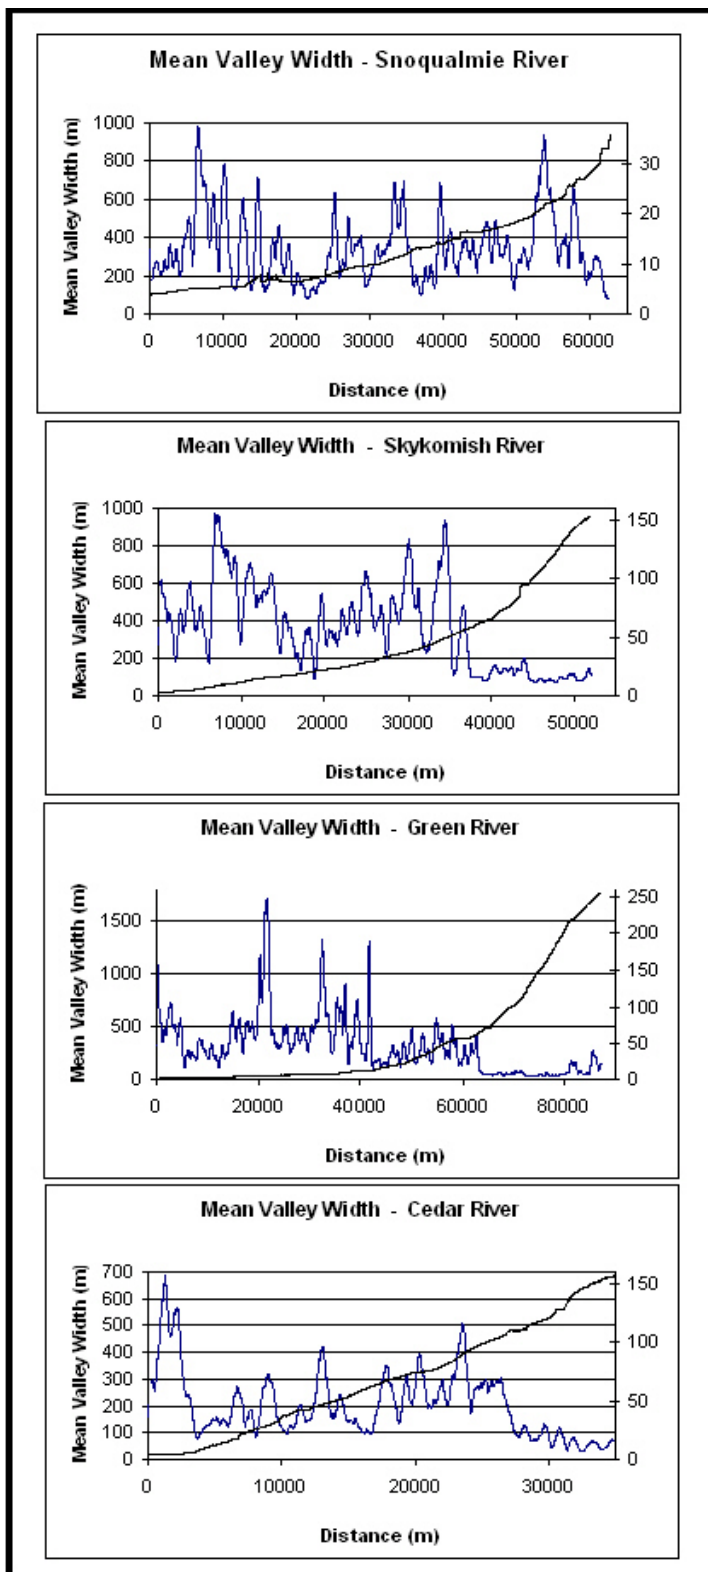 Mean Valley Width - Snoqualmie River
Mean Valley Width (m)
1000
800
600
400
200
0
30
20
10
0
0 10000 20000 30000 40000 50000 60000
Distance (m)
Mean Valley Width - Skykomish River
Mean Valley Width (m)
1000
800
600
400
200
0
150
100
50
0
0 10000 20000 30000 40000 50000
Distance (m)
Mean Valley Width - Green River
Mean Valley Width (m)
1500
1000
500
0
250
200
150
100
50
0
0 20000 40000 60000 80000
Distance (m)
Mean Valley Width - Cedar River
Mean Valley Width (m)
700
600
500
400
300
200
100
0
150
100
50
0
0 10000 20000 30000
Distance (m)